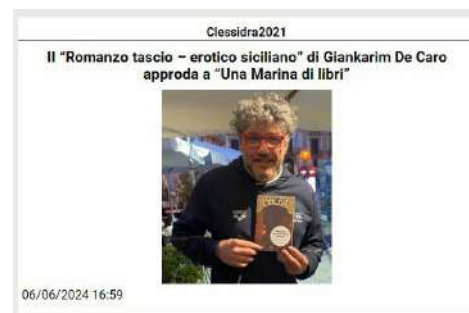 Clessidra2021
Il “Romanzo tascio – erotico siciliano” di Giankarim De Caro
approda a “Una Marina di libri”
06/06/2024 16:59